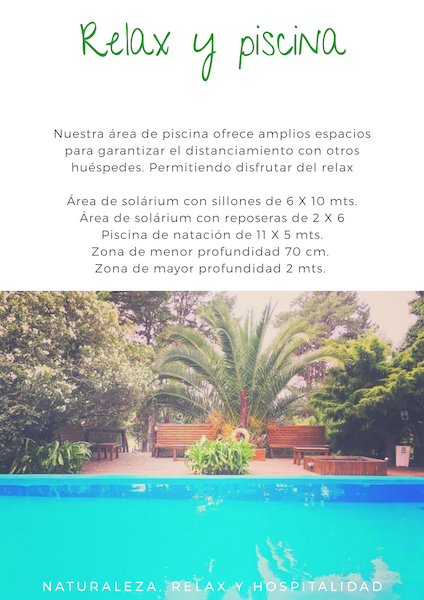 Relax y piscina
Nuestra área de piscina ofrece amplios espacios
para garantizar el distanciamiento con otros
huéspedes. Permitiendo disfrutar del relax
Área de solárium con sillones de 6 X 10 mts.
Área de solárium con reposeras de 2 X 6
Piscina de natación de 11 X 5 mts.
Zona de menor profundidad 70 cm.
Zona de mayor profundidad 2 mts.
NATURALEZA, RELAX Y HOSPITALIDAD